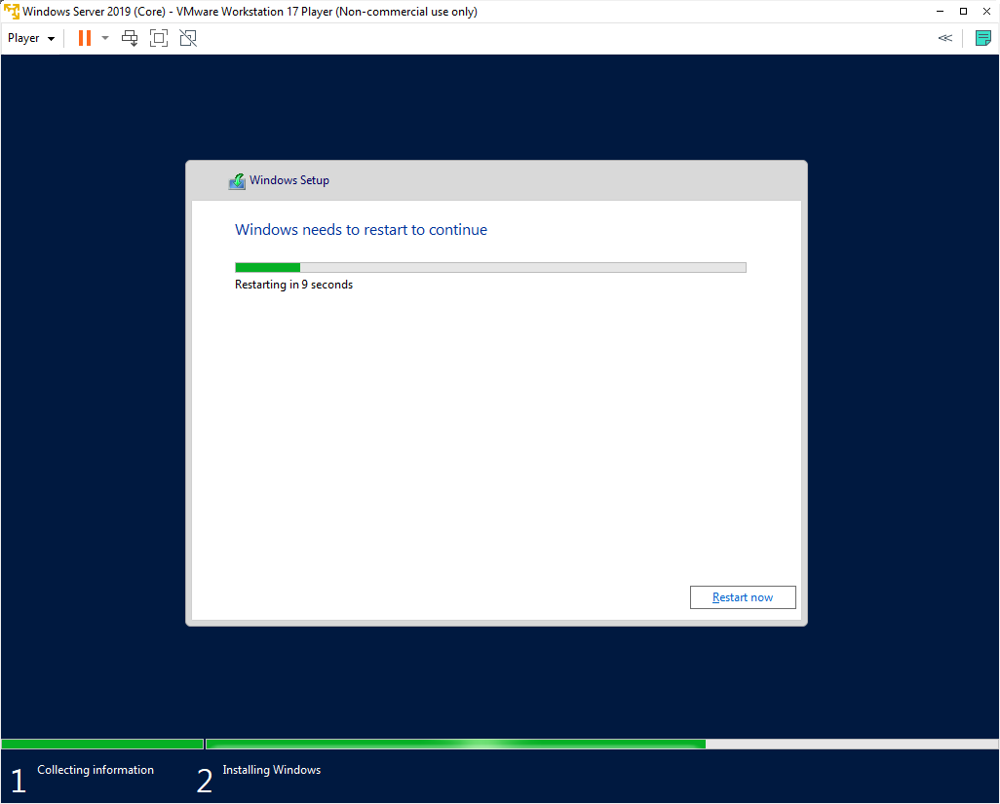 Windows Server 2019 (Core) - VMware Workstation 17 Player (Non-commercial use only)
Player
Windows Setup
Windows needs to restart to continue
Restarting in 9 seconds
Restart now
1 Collecting information
2 Installing Windows